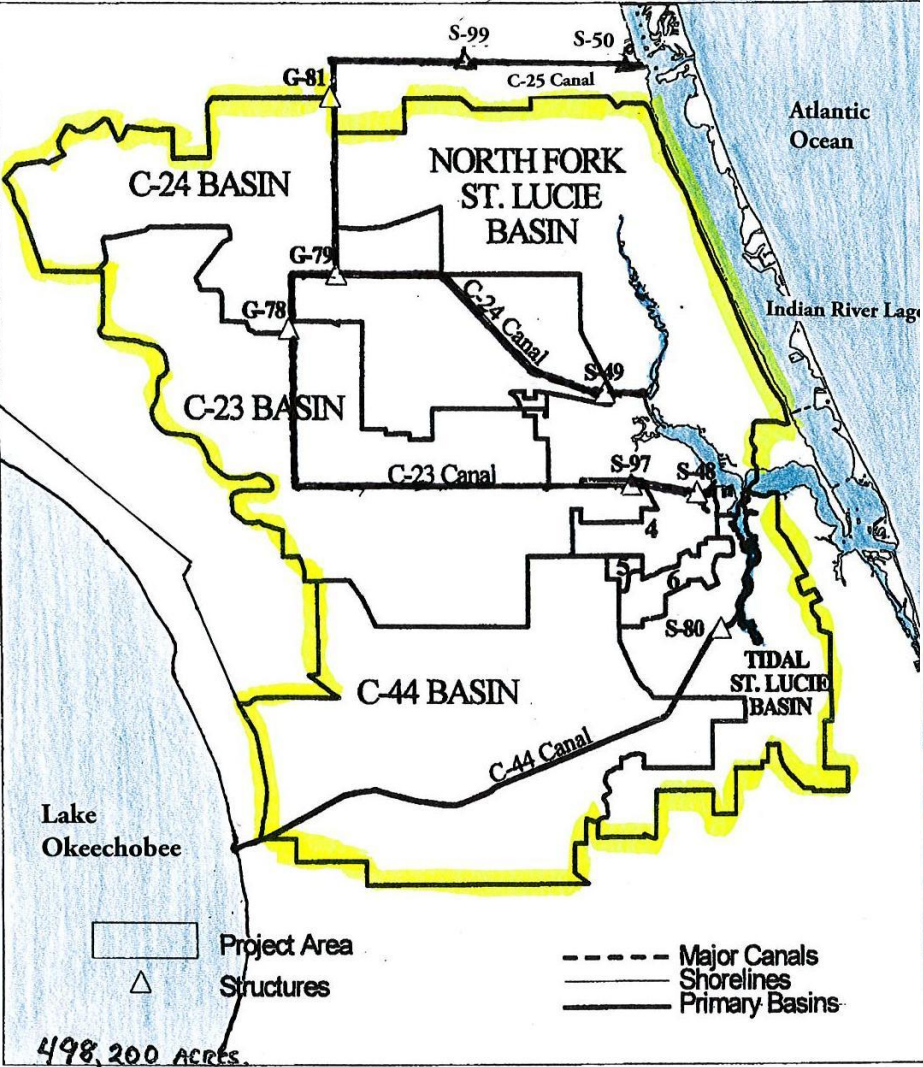 S-99
S-50
C-25 Canal
G-81
Atlantic
Ocean
NORTH FORK
ST. LUCIE
BASIN
C-24 BASIN
G-79
C-24 Canal
G-78
Indian River Lago
S-49
C-23 BASIN
C-23 Canal
S-97
S-48
4
5
6
S-80
TIDAL
ST. LUCIE
BASIN
C-44 BASIN
C-44 Canal
Lake
Okeechobee
Project Area
Structures
Major Canals
Shorelines
Primary Basins
498,200 ACRES.